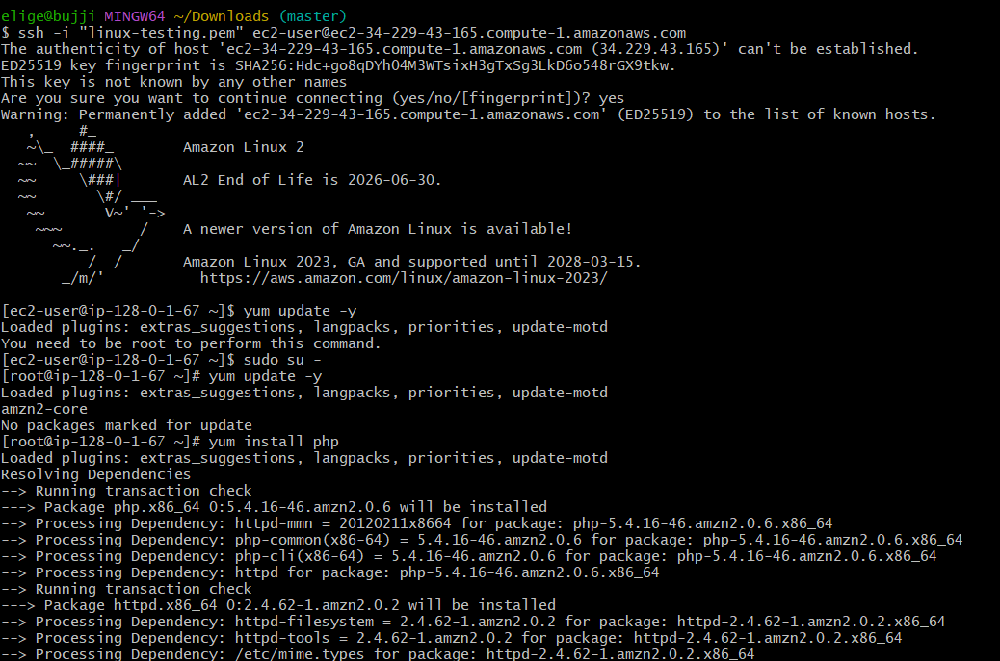 elige@bujji MINGW64 ~/Downloads (master)
$ ssh -i "linux-testing.pem" ec2-user@ec2-34-229-43-165.compute-1.amazonaws.com
The authenticity of host 'ec2-34-229-43-165.compute-1.amazonaws.com (34.229.43.165)' can't be established.
ED25519 key fingerprint is SHA256:Hdc+go8qDYhO4M3WTsixH3gTxSg3LkD6o548rGX9tkw.
This key is not known by any other names
Are you sure you want to continue connecting (yes/no/[fingerprint])? yes
Warning: Permanently added 'ec2-34-229-43-165.compute-1.amazonaws.com' (ED25519) to the list of known hosts.
   ,     #_
   ~\_  ####_        Amazon Linux 2
  ~~  \_#####\
  ~~     \###|       AL2 End of Life is 2026-06-30.
  ~~       \#/ ___
   ~~       V~' '->
    ~~~         /    A newer version of Amazon Linux is available!
      ~~._.   _/
         _/ _/       Amazon Linux 2023, GA and supported until 2028-03-15.
       _/m/'           https://aws.amazon.com/linux/amazon-linux-2023/
[ec2-user@ip-128-0-1-67 ~]$ yum update -y
Loaded plugins: extras_suggestions, langpacks, priorities, update-motd
You need to be root to perform this command.
[ec2-user@ip-128-0-1-67 ~]$ sudo su -
[root@ip-128-0-1-67 ~]# yum update -y
Loaded plugins: extras_suggestions, langpacks, priorities, update-motd
amzn2-core
No packages marked for update
[root@ip-128-0-1-67 ~]# yum install php
Loaded plugins: extras_suggestions, langpacks, priorities, update-motd
Resolving Dependencies
--> Running transaction check
---> Package php.x86_64 0:5.4.16-46.amzn2.0.6 will be installed
--> Processing Dependency: httpd-mmn = 20120211x8664 for package: php-5.4.16-46.amzn2.0.6.x86_64
--> Processing Dependency: php-common(x86-64) = 5.4.16-46.amzn2.0.6 for package: php-5.4.16-46.amzn2.0.6.x86_64
--> Processing Dependency: php-cli(x86-64) = 5.4.16-46.amzn2.0.6 for package: php-5.4.16-46.amzn2.0.6.x86_64
--> Processing Dependency: httpd for package: php-5.4.16-46.amzn2.0.6.x86_64
--> Running transaction check
---> Package httpd.x86_64 0:2.4.62-1.amzn2.0.2 will be installed
--> Processing Dependency: httpd-filesystem = 2.4.62-1.amzn2.0.2 for package: httpd-2.4.62-1.amzn2.0.2.x86_64
--> Processing Dependency: httpd-tools = 2.4.62-1.amzn2.0.2 for package: httpd-2.4.62-1.amzn2.0.2.x86_64
--> Processing Dependency: /etc/mime.types for package: httpd-2.4.62-1.amzn2.0.2.x86_64